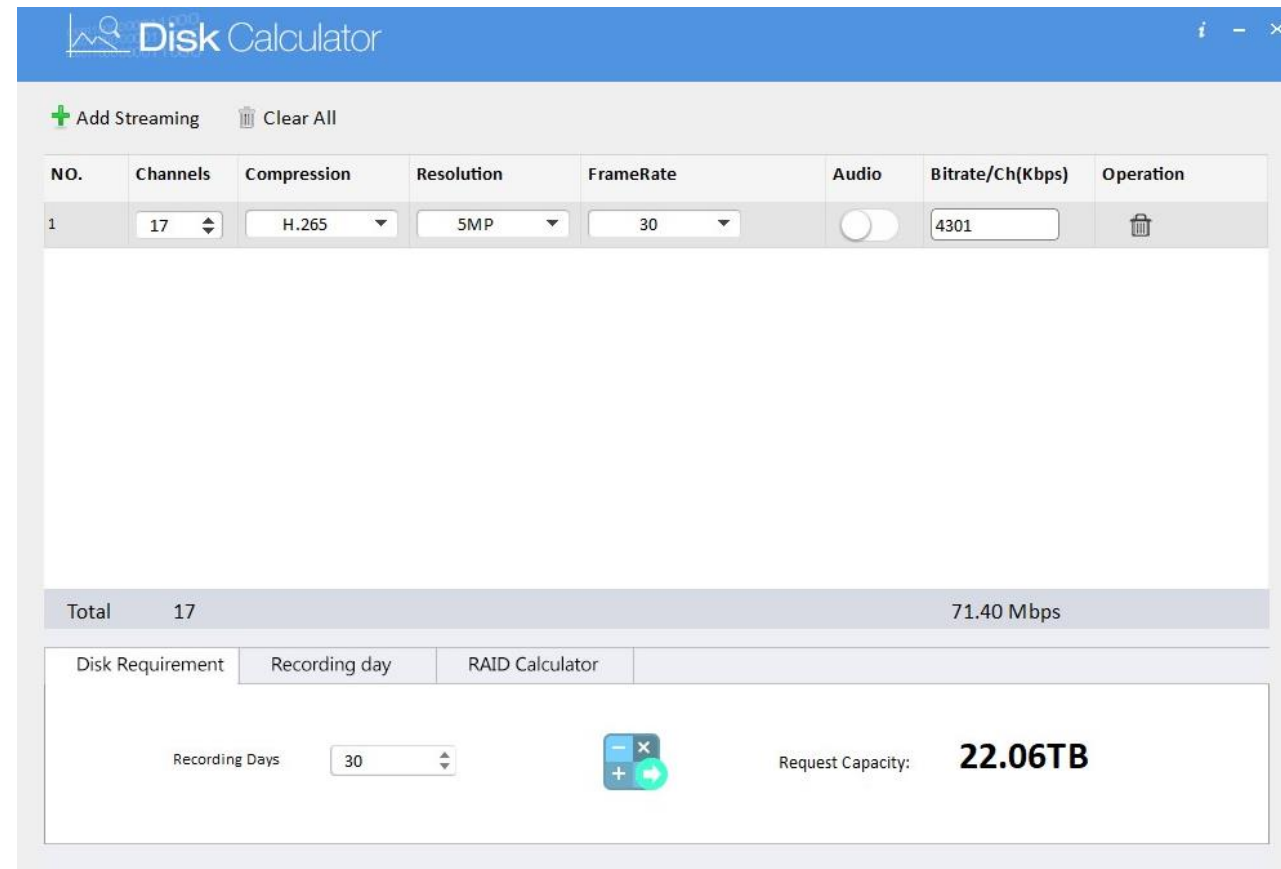 Disk Calculator
Add Streaming Clear All
NO. Channels Compression Resolution FrameRate Audio Bitrate/Ch(Kbps) Operation
1 17 H.265 5MP 30 4301
Total 17 71.40 Mbps
Disk Requirement Recording day RAID Calculator
Recording Days 30 Request Capacity: 22.06TB